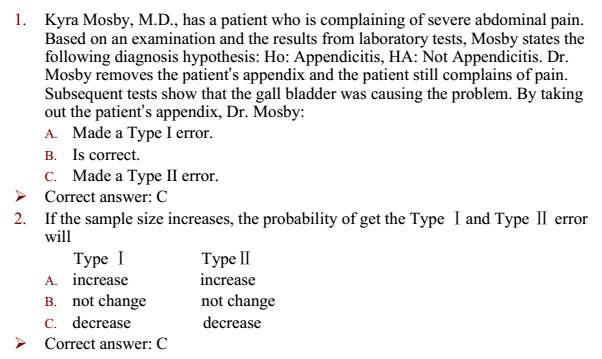 1. Kyra Mosby, M.D., has a patient who is complaining of severe abdominal pain.
Based on an examination and the results from laboratory tests, Mosby states the
following diagnosis hypothesis: Ho: Appendicitis, HA: Not Appendicitis. Dr.
Mosby removes the patient's appendix and the patient still complains of pain.
Subsequent tests show that the gall bladder was causing the problem. By taking
out the patient's appendix, Dr. Mosby:
A. Made a Type I error.
B. Is correct.
C. Made a Type II error.
➢ Correct answer: C
2. If the sample size increases, the probability of get the Type Ⅰ and Type Ⅱ error
will
Type Ⅰ Type Ⅱ
A. increase increase
B. not change not change
C. decrease decrease
➢ Correct answer: C